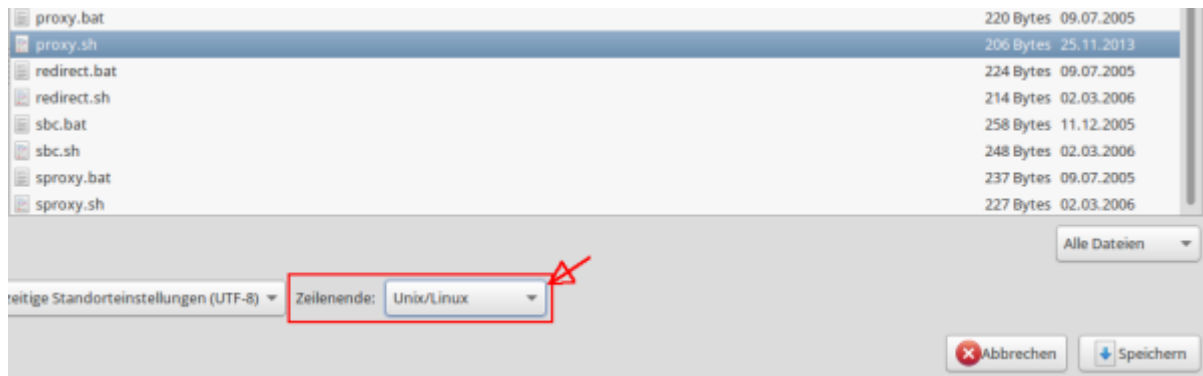 proxy.bat 220 Bytes 09.07.2005
proxy.sh 206 Bytes 25.11.2013
redirect.bat 224 Bytes 09.07.2005
redirect.sh 214 Bytes 02.03.2006
sbc.bat 258 Bytes 11.12.2005
sbc.sh 248 Bytes 02.03.2006
sproxy.bat 237 Bytes 09.07.2005
sproxy.sh 227 Bytes 02.03.2006
Alle Dateien
zeitige Standorteinstellungen (UTF-8) Zeilenende: Unix/Linux
Abbrechen Speichern